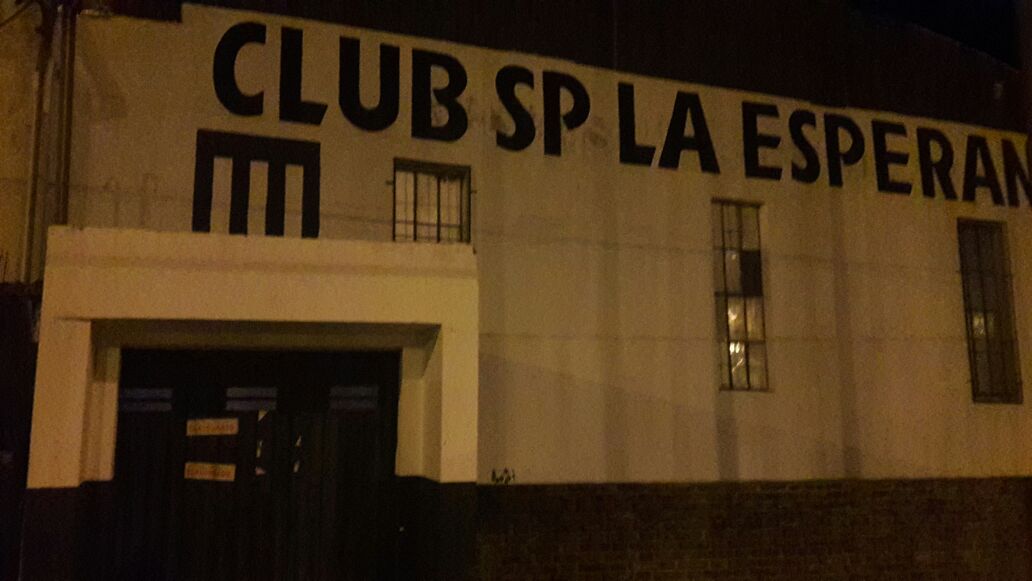 CLUB SP LA ESPERAN